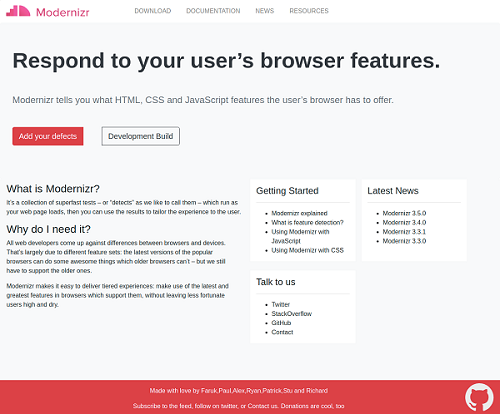 Modernizr
DOWNLOAD DOCUMENTATION NEWS RESOURCES
Respond to your user’s browser features.
Modernizr tells you what HTML, CSS and JavaScript features the user’s browser has to offer.
Add your defects
Development Build
What is Modernizr?
It’s a collection of superfast tests – or “detects” as we like to call them – which run as
your web page loads, then you can use the results to tailor the experience to the user.
Why do I need it?
All web developers come up against differences between browsers and devices.
That’s largely due to different feature sets: the latest versions of the popular
browsers can do some awesome things which older browsers can’t – but we still
have to support the older ones.
Modernizr makes it easy to deliver tiered experiences: make use of the latest and
greatest features in browsers which support them, without leaving less fortunate
users high and dry.
Getting Started
Modernizr explained
What is feature detection?
Using Modernizr with
JavaScript
Using Modernizr with CSS
Latest News
Modernizr 3.5.0
Modernizr 3.4.0
Modernizr 3.3.1
Modernizr 3.3.0
Talk to us
Twitter
StackOverflow
GitHub
Contact
Made with love by Faruk,Paul,Alex,Ryan,Patrick,Stu and Richard
Subscribe to the feed, follow on twitter, or Contact us. Donations are cool, too